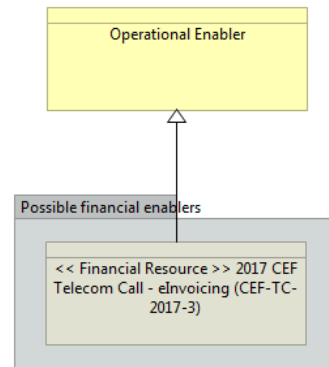 Operational Enabler
Possible financial enablers
<< Financial Resource >> 2017 CEF
Telecom Call - eInvoicing (CEF-TC-
2017-3)